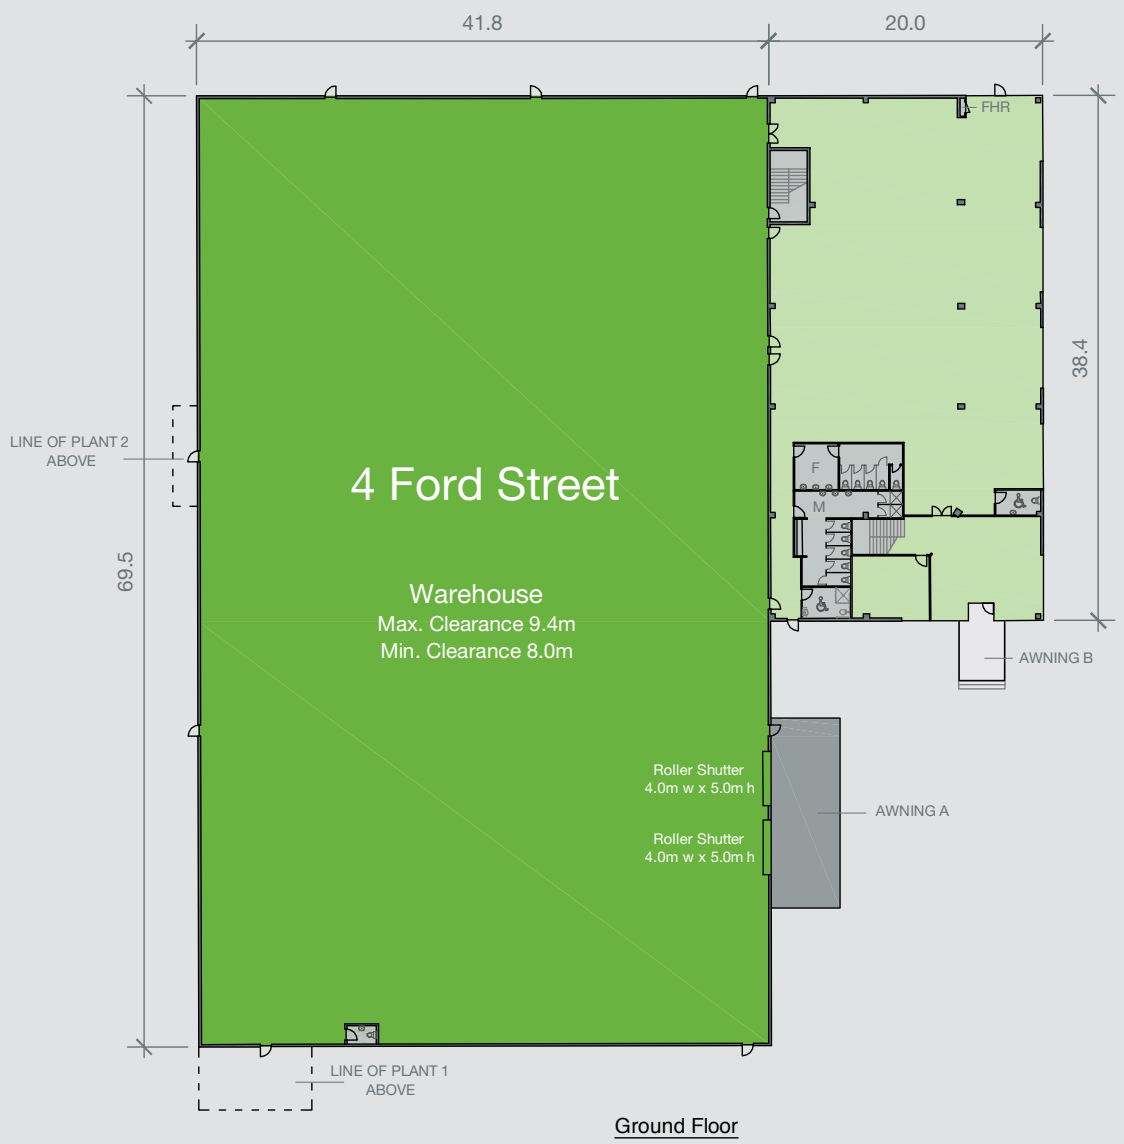 41.8
20.0
FHR
38.4
LINE OF PLANT 2
ABOVE
4 Ford Street
F
M
69.5
Warehouse
Max. Clearance 9.4m
Min. Clearance 8.0m
AWNING B
Roller Shutter
4.0m w x 5.0m h
AWNING A
Roller Shutter
4.0m w x 5.0m h
LINE OF PLANT 1
ABOVE
Ground Floor